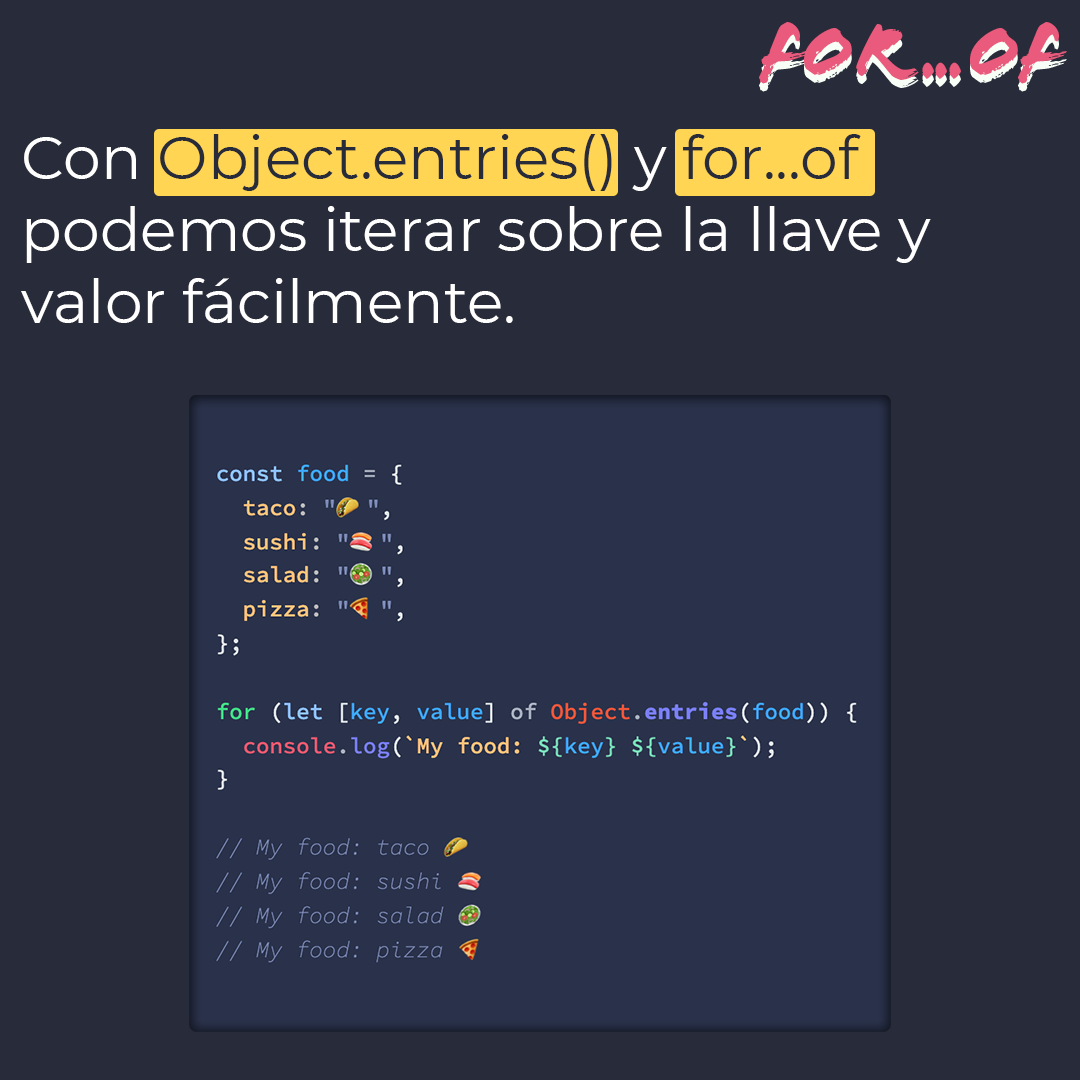 for...of
Con Object.entries() y for...of
podemos iterar sobre la llave y
valor fácilmente.
const food = {
  taco: "🌮 ",
  sushi: "🍣 ",
  salad: "🥗 ",
  pizza: "🍕 ",
};
for (let [key, value] of Object.entries(food)) {
  console.log(`My food: ${key} ${value}`);
}
// My food: taco 🌮
// My food: sushi 🍣
// My food: salad 🥗
// My food: pizza 🍕